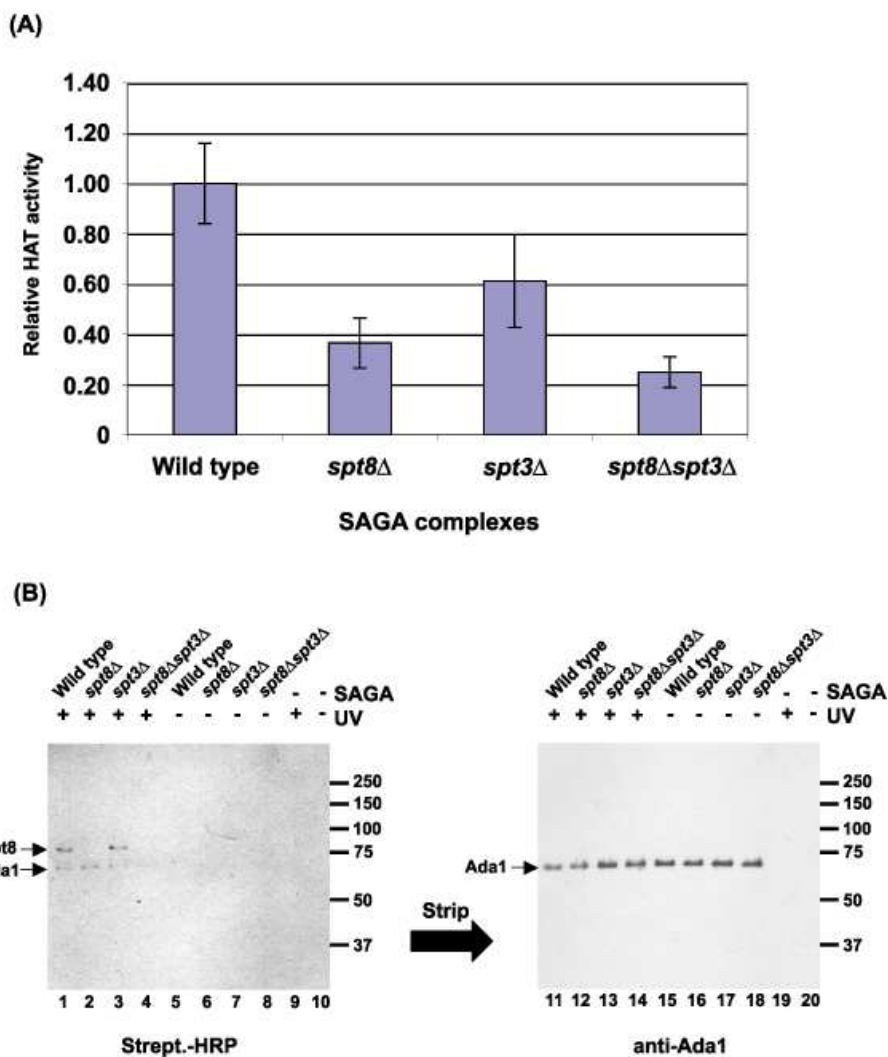 (A)
Relative HAT activity
1.40
1.20
1.00
0.80
0.60
0.40
0.20
0
Wild type spt8Δ spt3Δ spt8Δspt3Δ
SAGA complexes
(B)
Wild type spt8Δ spt3Δ spt8Δspt3Δ Wild type spt8Δ spt3Δ spt8Δspt3Δ - - SAGA
+ + + + - - - - + - UV
t8
la1
250
150
100
75
50
37
1 2 3 4 5 6 7 8 9 10
Strept.-HRP
Strip
Wild type spt8Δ spt3Δ spt8Δspt3Δ Wild type spt8Δ spt3Δ spt8Δspt3Δ - - SAGA
+ + + + - - - - + - UV
Ada1
250
150
100
75
50
37
11 12 13 14 15 16 17 18 19 20
anti-Ada1